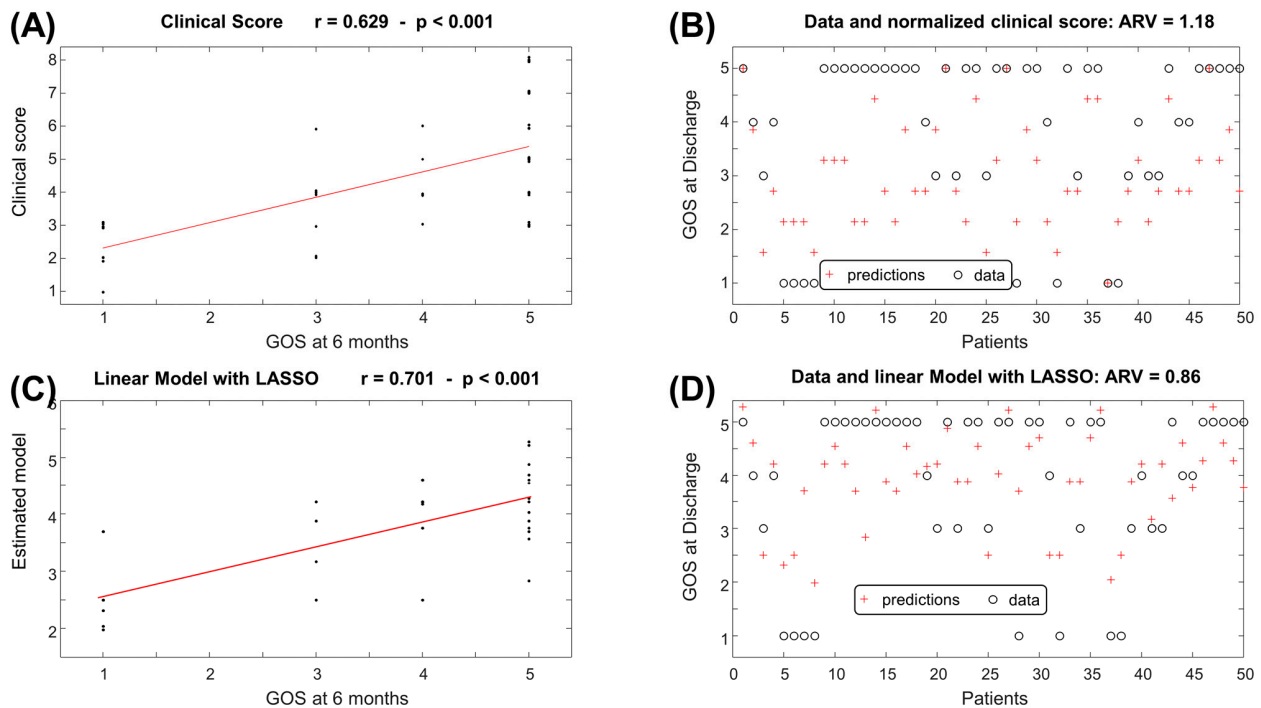 (A)
Clinical Score r = 0.629 - p < 0.001
8
7
6
5
4
3
2
1
Clinical score
1 2 3 4 5
GOS at 6 months
(B)
Data and normalized clinical score: ARV = 1.18
5
4
3
2
1
GOS at Discharge
predictions data
0 5 10 15 20 25 30 35 40 45 50
Patients
(C)
Linear Model with LASSO r = 0.701 - p < 0.001
6
5
4
3
2
Estimated model
1 2 3 4 5
GOS at 6 months
(D)
Data and linear Model with LASSO: ARV = 0.86
5
4
3
2
1
GOS at Discharge
predictions data
0 5 10 15 20 25 30 35 40 45 50
Patients